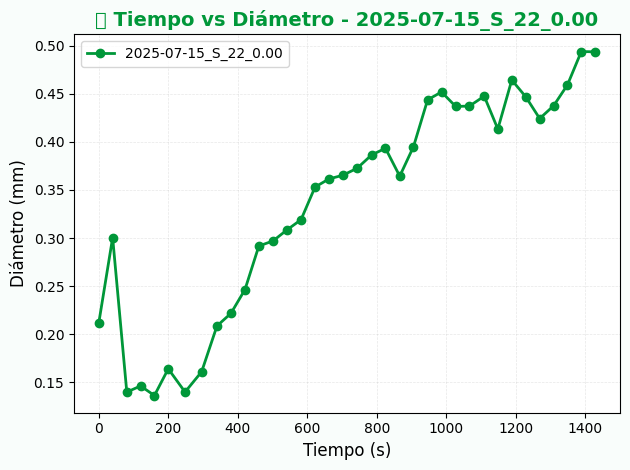 Tiempo vs Diámetro - 2025-07-15_S_22_0.00
2025-07-15_S_22_0.00
Diámetro (mm)
0.50
0.45
0.40
0.35
0.30
0.25
0.20
0.15
0 200 400 600 800 1000 1200 1400
Tiempo (s)